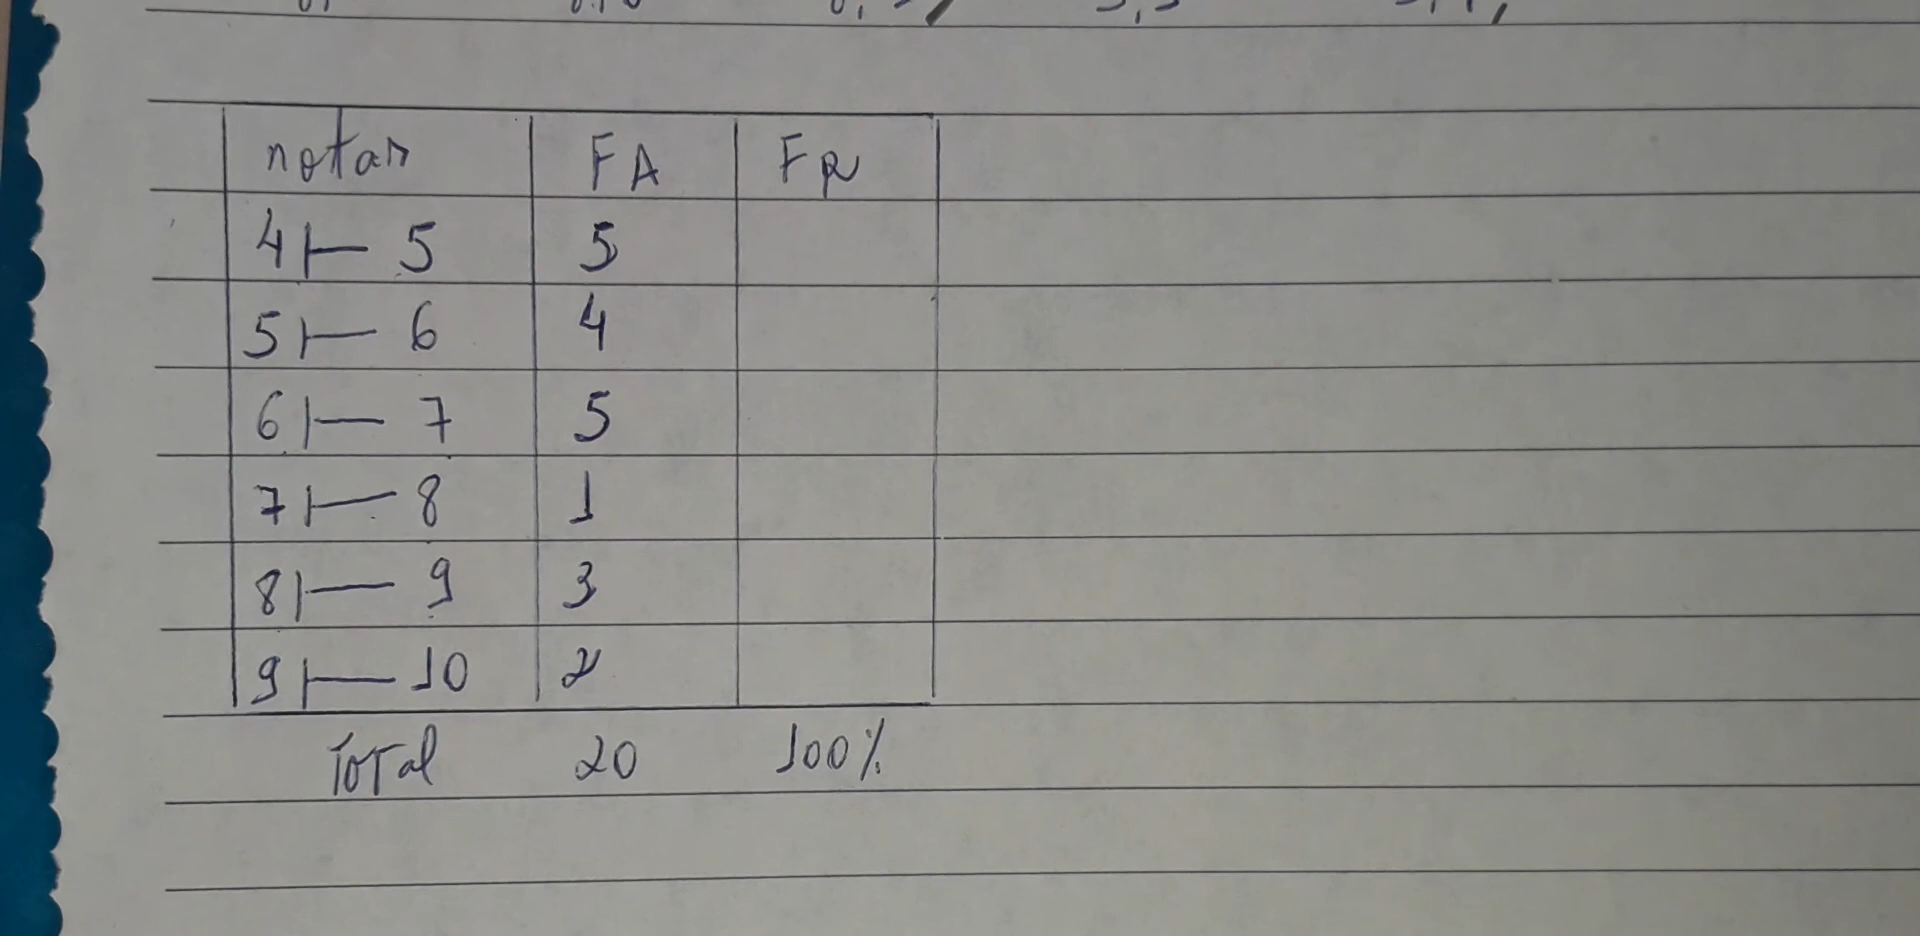 notas FA FR
4 ⊢ 5 5
5 ⊢ 6 4
6 ⊢ 7 5
7 ⊢ 8 1
8 ⊢ 9 3
9 ⊢ 10 2
Total 20 100%